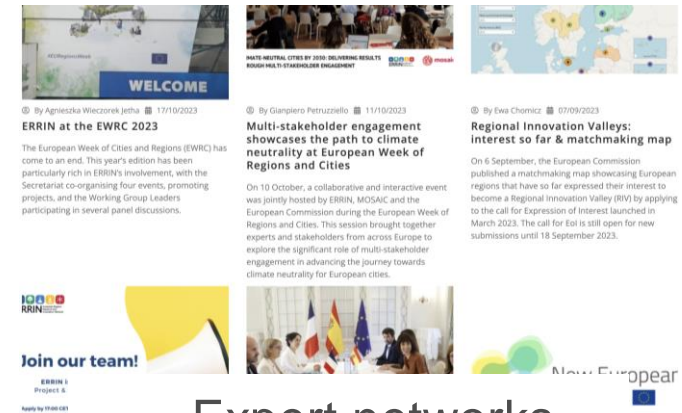 WELCOME
IMATE-NEUTRAL CITIES BY 2030: DELIVERING RESULTS
ROUGH MULTI-STAKEHOLDER ENGAGEMENT
ERRIN
mosaic
By Agnieszka Wieczorek Jetha 17/10/2023
ERRIN at the EWRC 2023
The European Week of Cities and Regions (EWRC) has
come to an end. This year's edition has been
particularly rich in ERRIN's involvement, with the
Secretariat co-organising four events, promoting
projects, and the Working Group Leaders
participating in several panel discussions.
By Gianpiero Petruzziello 11/10/2023
Multi-stakeholder engagement
showcases the path to climate
neutrality at European Week of
Regions and Cities
On 10 October, a collaborative and interactive event
was jointly hosted by ERRIN, MOSAIC and the
European Commission during the European Week of
Regions and Cities. This session brought together
experts and stakeholders from across Europe to
explore the significant role of multi-stakeholder
engagement in advancing the journey towards
climate neutrality for European cities.
By Ewa Chomicz 07/09/2023
Regional Innovation Valleys:
interest so far & matchmaking map
On 6 September, the European Commission
published a matchmaking map showcasing European
regions that have so far expressed their interest to
become a Regional Innovation Valley (RIV) by applying
to the call for Expression of Interest launched in
March 2023. The call for EoI is still open for new
submissions until 18 September 2023.
RRIN
Join our team!
ERRIN
Project &
Apply by 17:00 CET
New European
Expert networks